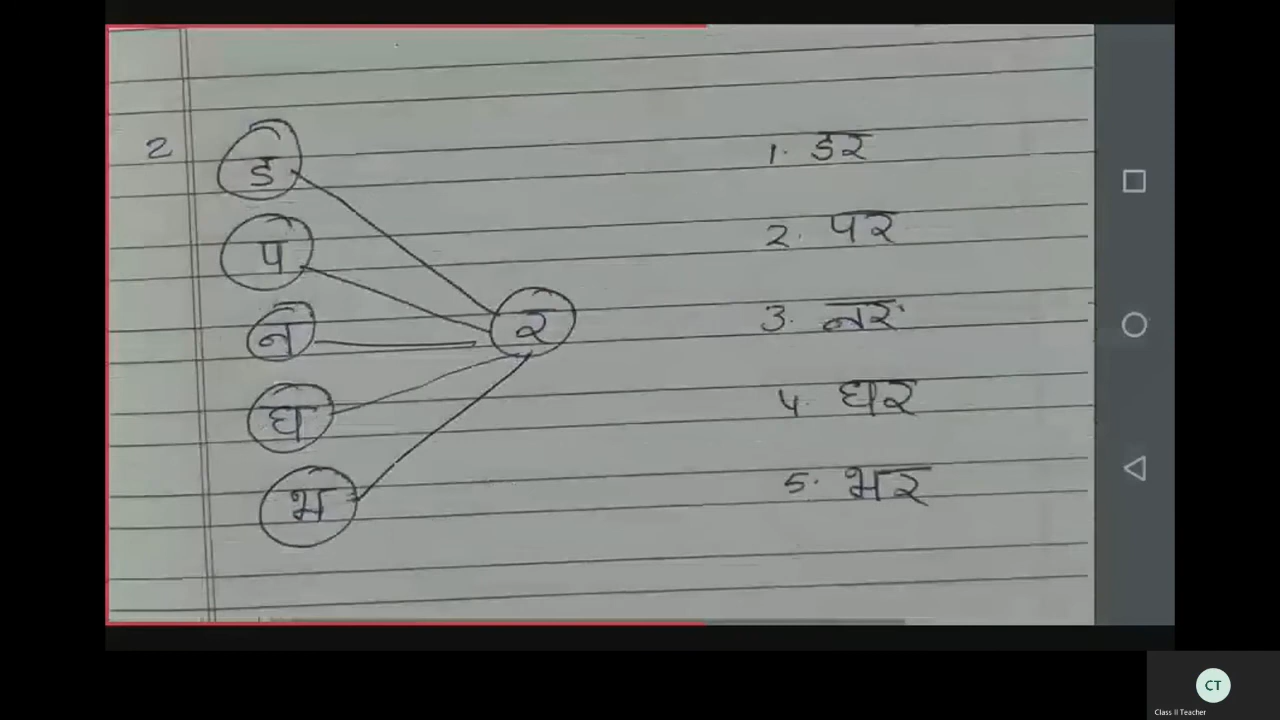 2
ड
1. डर
प
2. पर
न
र
3. नर
घ
4. घर
भ
5. भर
CT
Class II Teacher